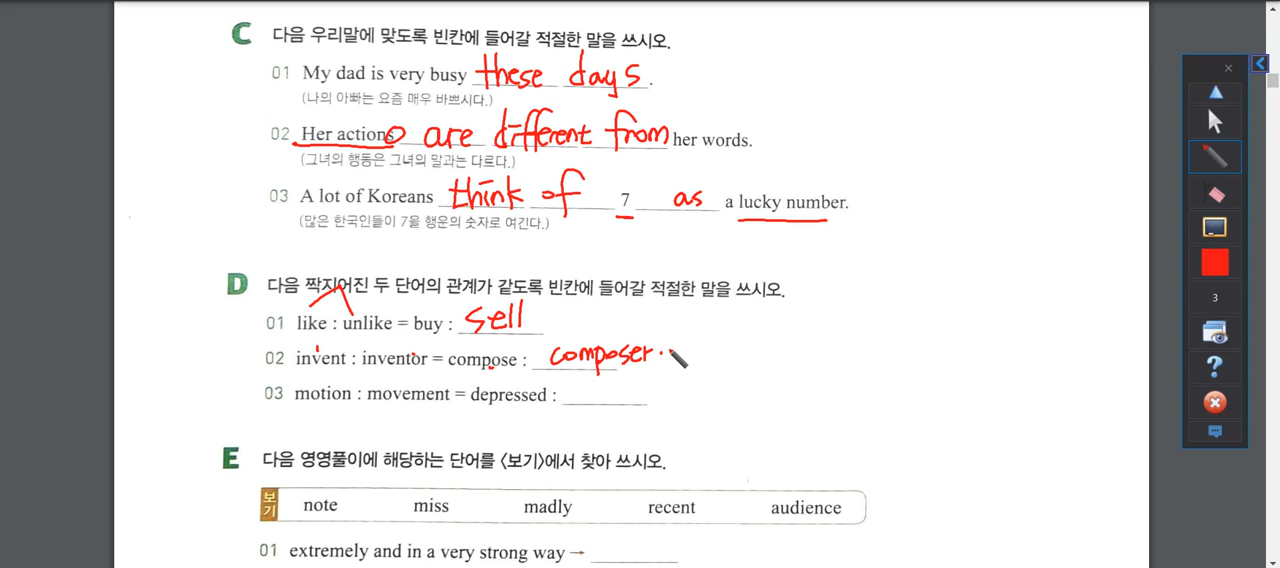 C 다음 우리말에 맞도록 빈칸에 들어갈 적절한 말을 쓰시오.
01 My dad is very busy these days.
(나의 아빠는 요즘 매우 바쁘시다.)
02 Her actions are different from her words.
(그녀의 행동은 그녀의 말과는 다르다.)
03 A lot of Koreans think of 7 as a lucky number.
(많은 한국인들이 7을 행운의 숫자로 여긴다.)
D 다음 짝지어진 두 단어의 관계가 같도록 빈칸에 들어갈 적절한 말을 쓰시오.
01 like : unlike = buy : sell
02 invent : inventor = compose : composer.
03 motion : movement = depressed :
E 다음 영영풀이에 해당하는 단어를 〈보기〉에서 찾아 쓰시오.
보기 note miss madly recent audience
01 extremely and in a very strong way →
3